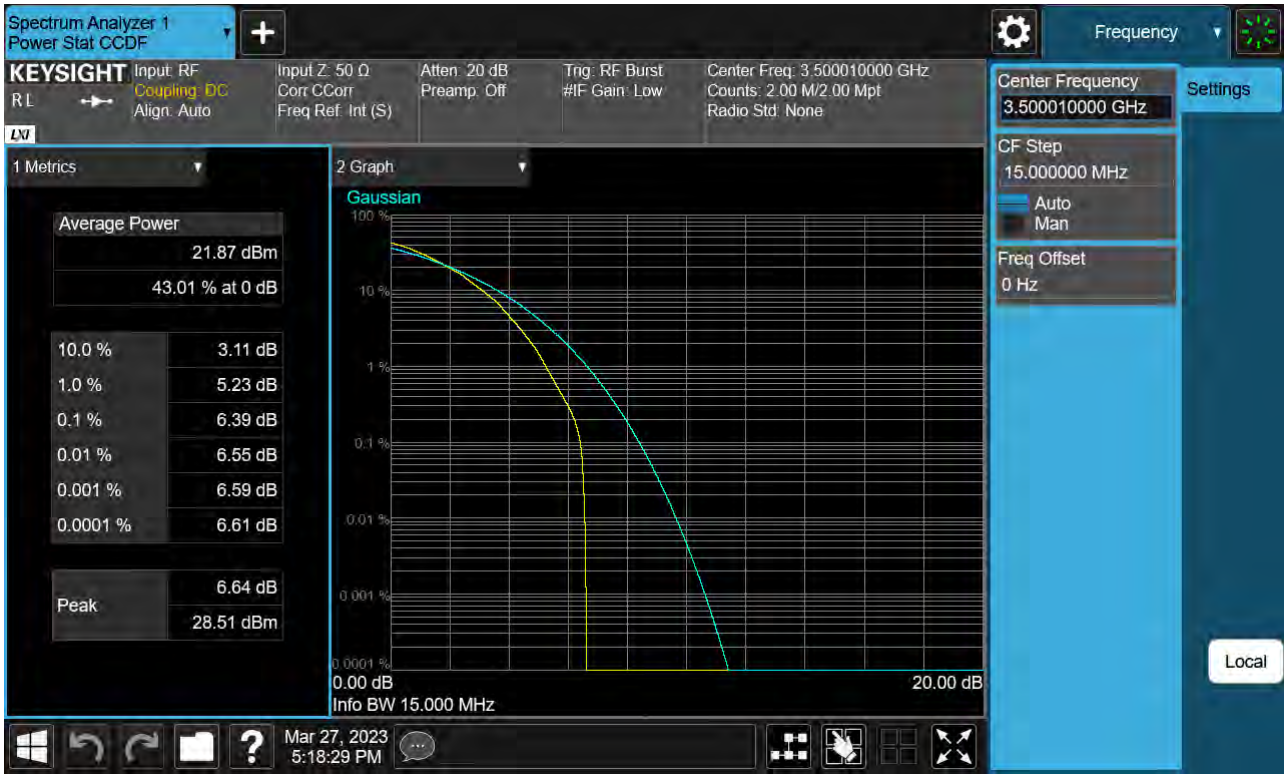 Spectrum Analyzer 1
Power Stat CCDF
+
Frequency
KEYSIGHT
RL
LXI
Input: RF
Coupling: DC
Align: Auto
Input Z: 50 Ω
Corr CCorr
Freq Ref: Int (S)
Atten: 20 dB
Preamp: Off
Trig: RF Burst
#IF Gain: Low
Center Freq: 3.500010000 GHz
Counts: 2.00 M/2.00 Mpt
Radio Std: None
Center Frequency
3.500010000 GHz
Settings
CF Step
15.000000 MHz
Auto
Man
Freq Offset
0 Hz
1 Metrics
Average Power
21.87 dBm
43.01 % at 0 dB
10.0 % 3.11 dB
1.0 % 5.23 dB
0.1 % 6.39 dB
0.01 % 6.55 dB
0.001 % 6.59 dB
0.0001 % 6.61 dB
Peak
6.64 dB
28.51 dBm
2 Graph
Gaussian
100 %
10 %
1 %
0.1 %
0.01 %
0.001 %
0.0001 %
0.00 dB 20.00 dB
Info BW 15.000 MHz
Local
?
Mar 27, 2023
5:18:29 PM